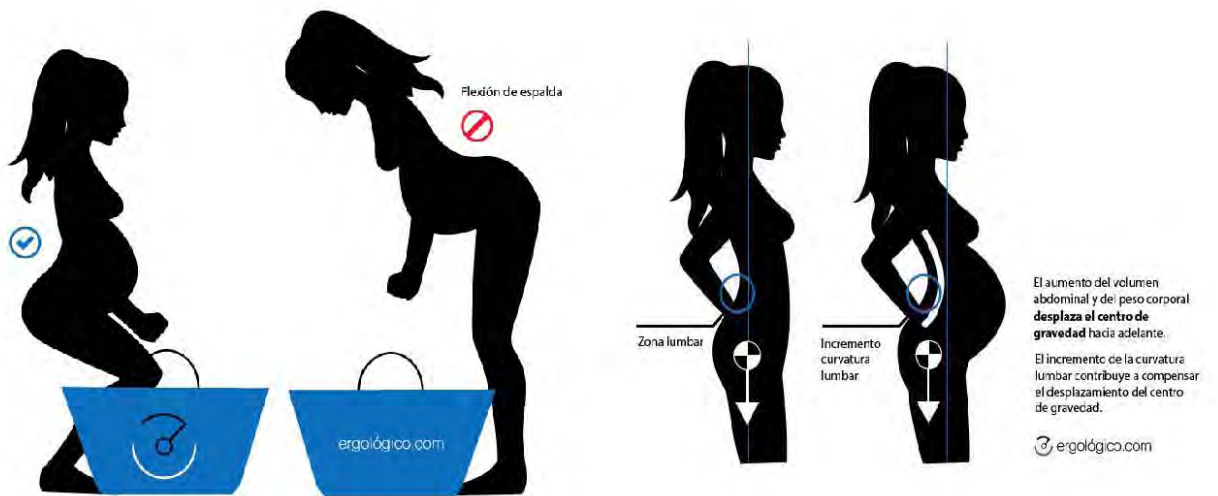 Flexión de espalda
ergológico.com
Zona lumbar
Incremento
curvatura
lumbar
El aumento del volumen
abdominal y del peso corporal
desplaza el centro de
gravedad hacia adelante.
El incremento de la curvatura
lumbar contribuye a compensar
el desplazamiento del centro
de gravedad.
ergológico.com